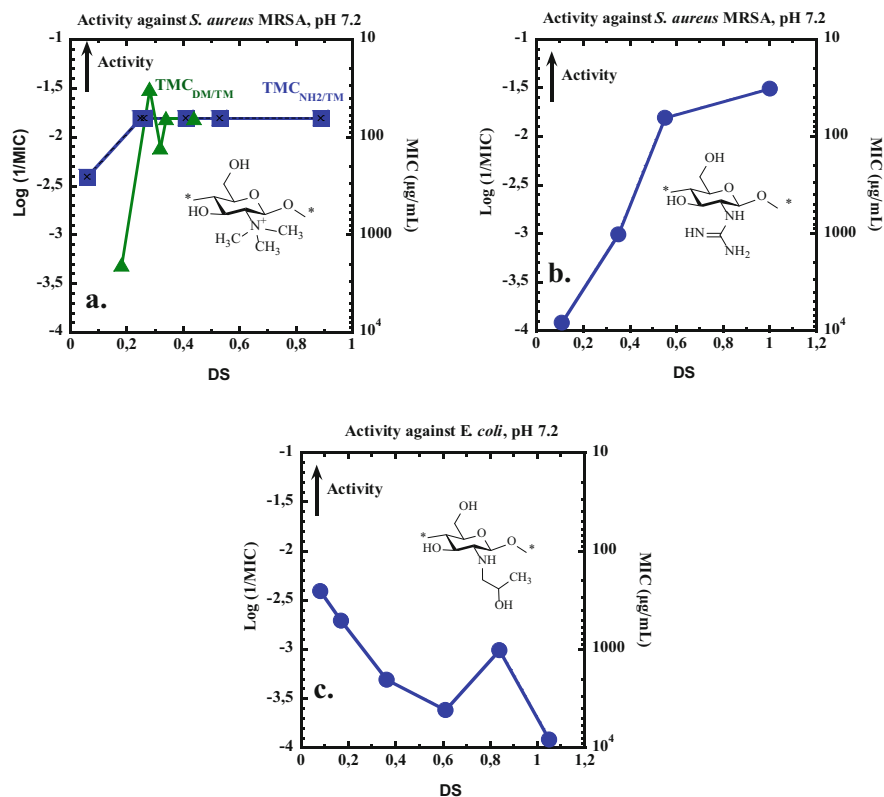 Activity against S. aureus MRSA, pH 7.2
-1
-1,5
-2
-2,5
-3
-3,5
-4
Log (1/MIC)
10
100
1000
10⁴
MIC (µg/mL)
0
0,2
0,4
0,6
0,8
1
DS
Activity
TMC_DM/TM
TMC_NH2/TM
OH
O
HO
O
*
*
N+
H₃C
CH₃
CH₃
a.
Activity against S. aureus MRSA, pH 7.2
-1
-1,5
-2
-2,5
-3
-3,5
-4
Log (1/MIC)
10
100
1000
10⁴
MIC (µg/mL)
0
0,2
0,4
0,6
0,8
1
1,2
DS
Activity
OH
O
HO
O
*
*
NH
HN
NH₂
b.
Activity against E. coli, pH 7.2
-1
-1,5
-2
-2,5
-3
-3,5
-4
Log (1/MIC)
10
100
1000
10⁴
MIC (µg/mL)
0
0,2
0,4
0,6
0,8
1
1,2
DS
Activity
OH
O
HO
O
*
*
NH
CH₃
OH
c.